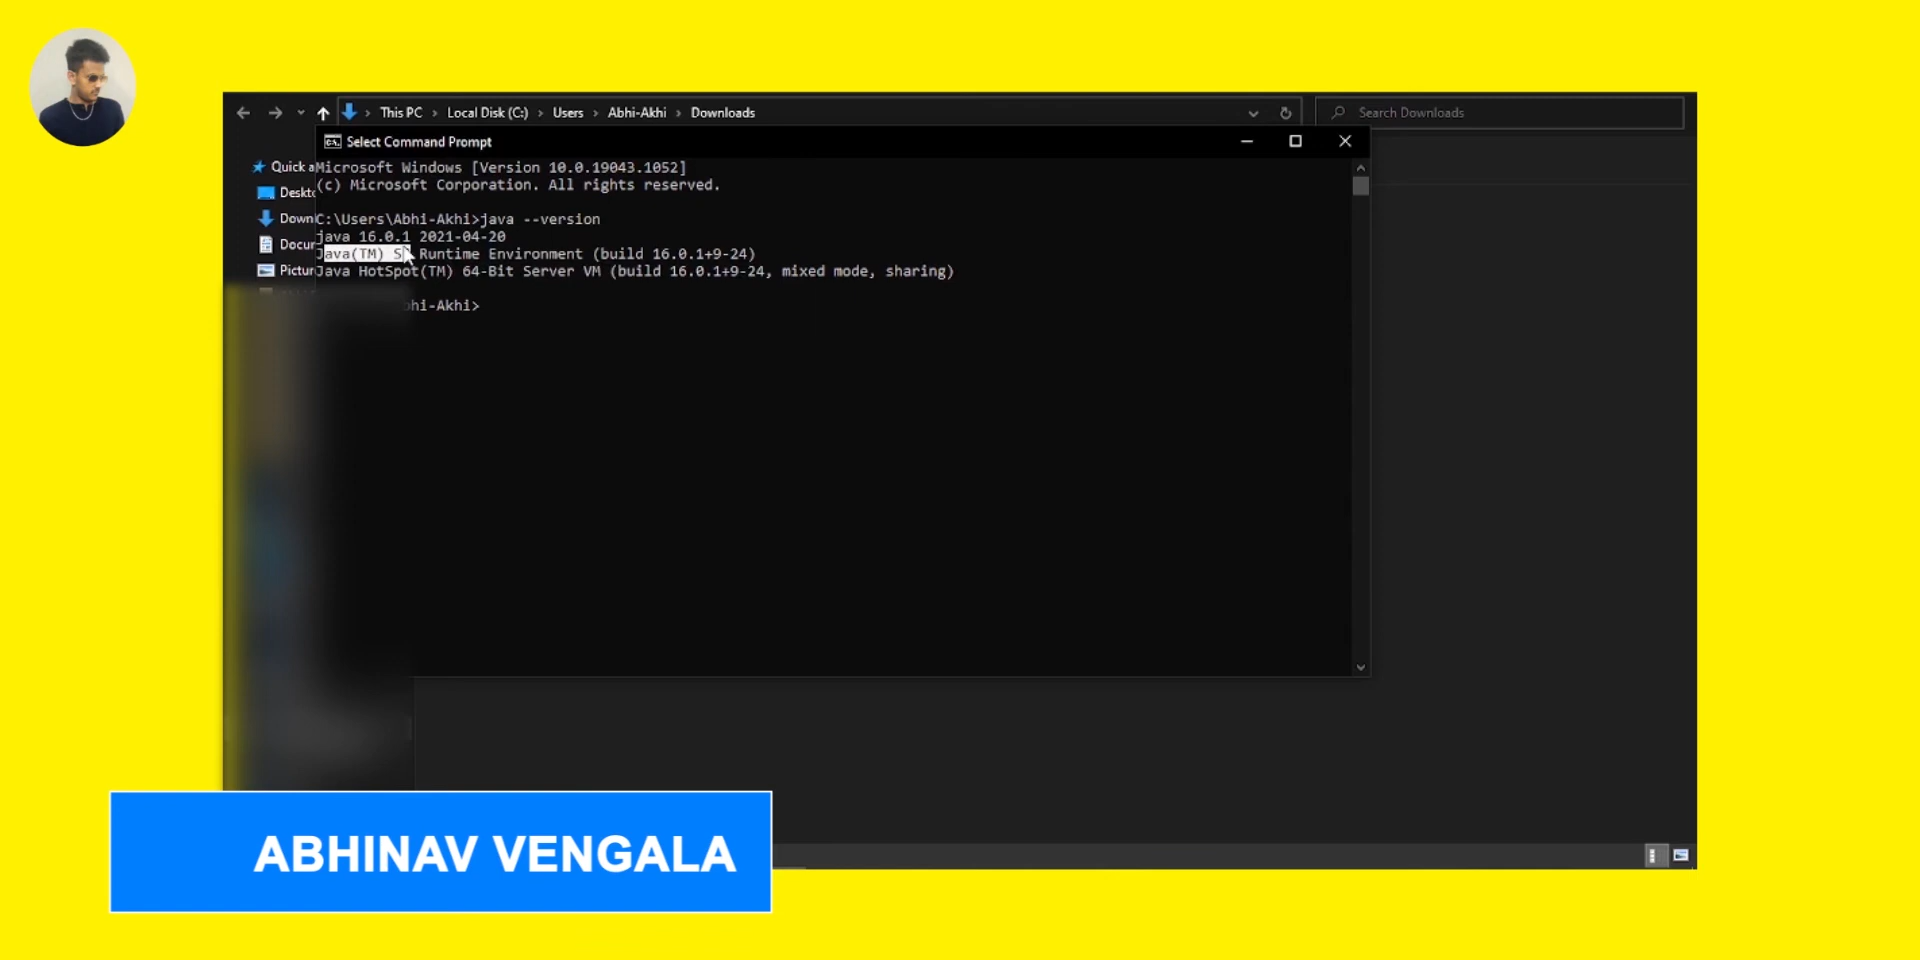 This PC › Local Disk (C:) › Users › Abhi-Akhi › Downloads
Search Downloads
Select Command Prompt
Quick a
Microsoft Windows [Version 10.0.19043.1052]
Deskto
(c) Microsoft Corporation. All rights reserved.
Down
C:\Users\Abhi-Akhi>java --version
java 16.0.1 2021-04-20
Docum
Java(TM) S Runtime Environment (build 16.0.1+9-24)
Pictur
Java HotSpot(TM) 64-Bit Server VM (build 16.0.1+9-24, mixed mode, sharing)
bhi-Akhi>
ABHINAV VENGALA